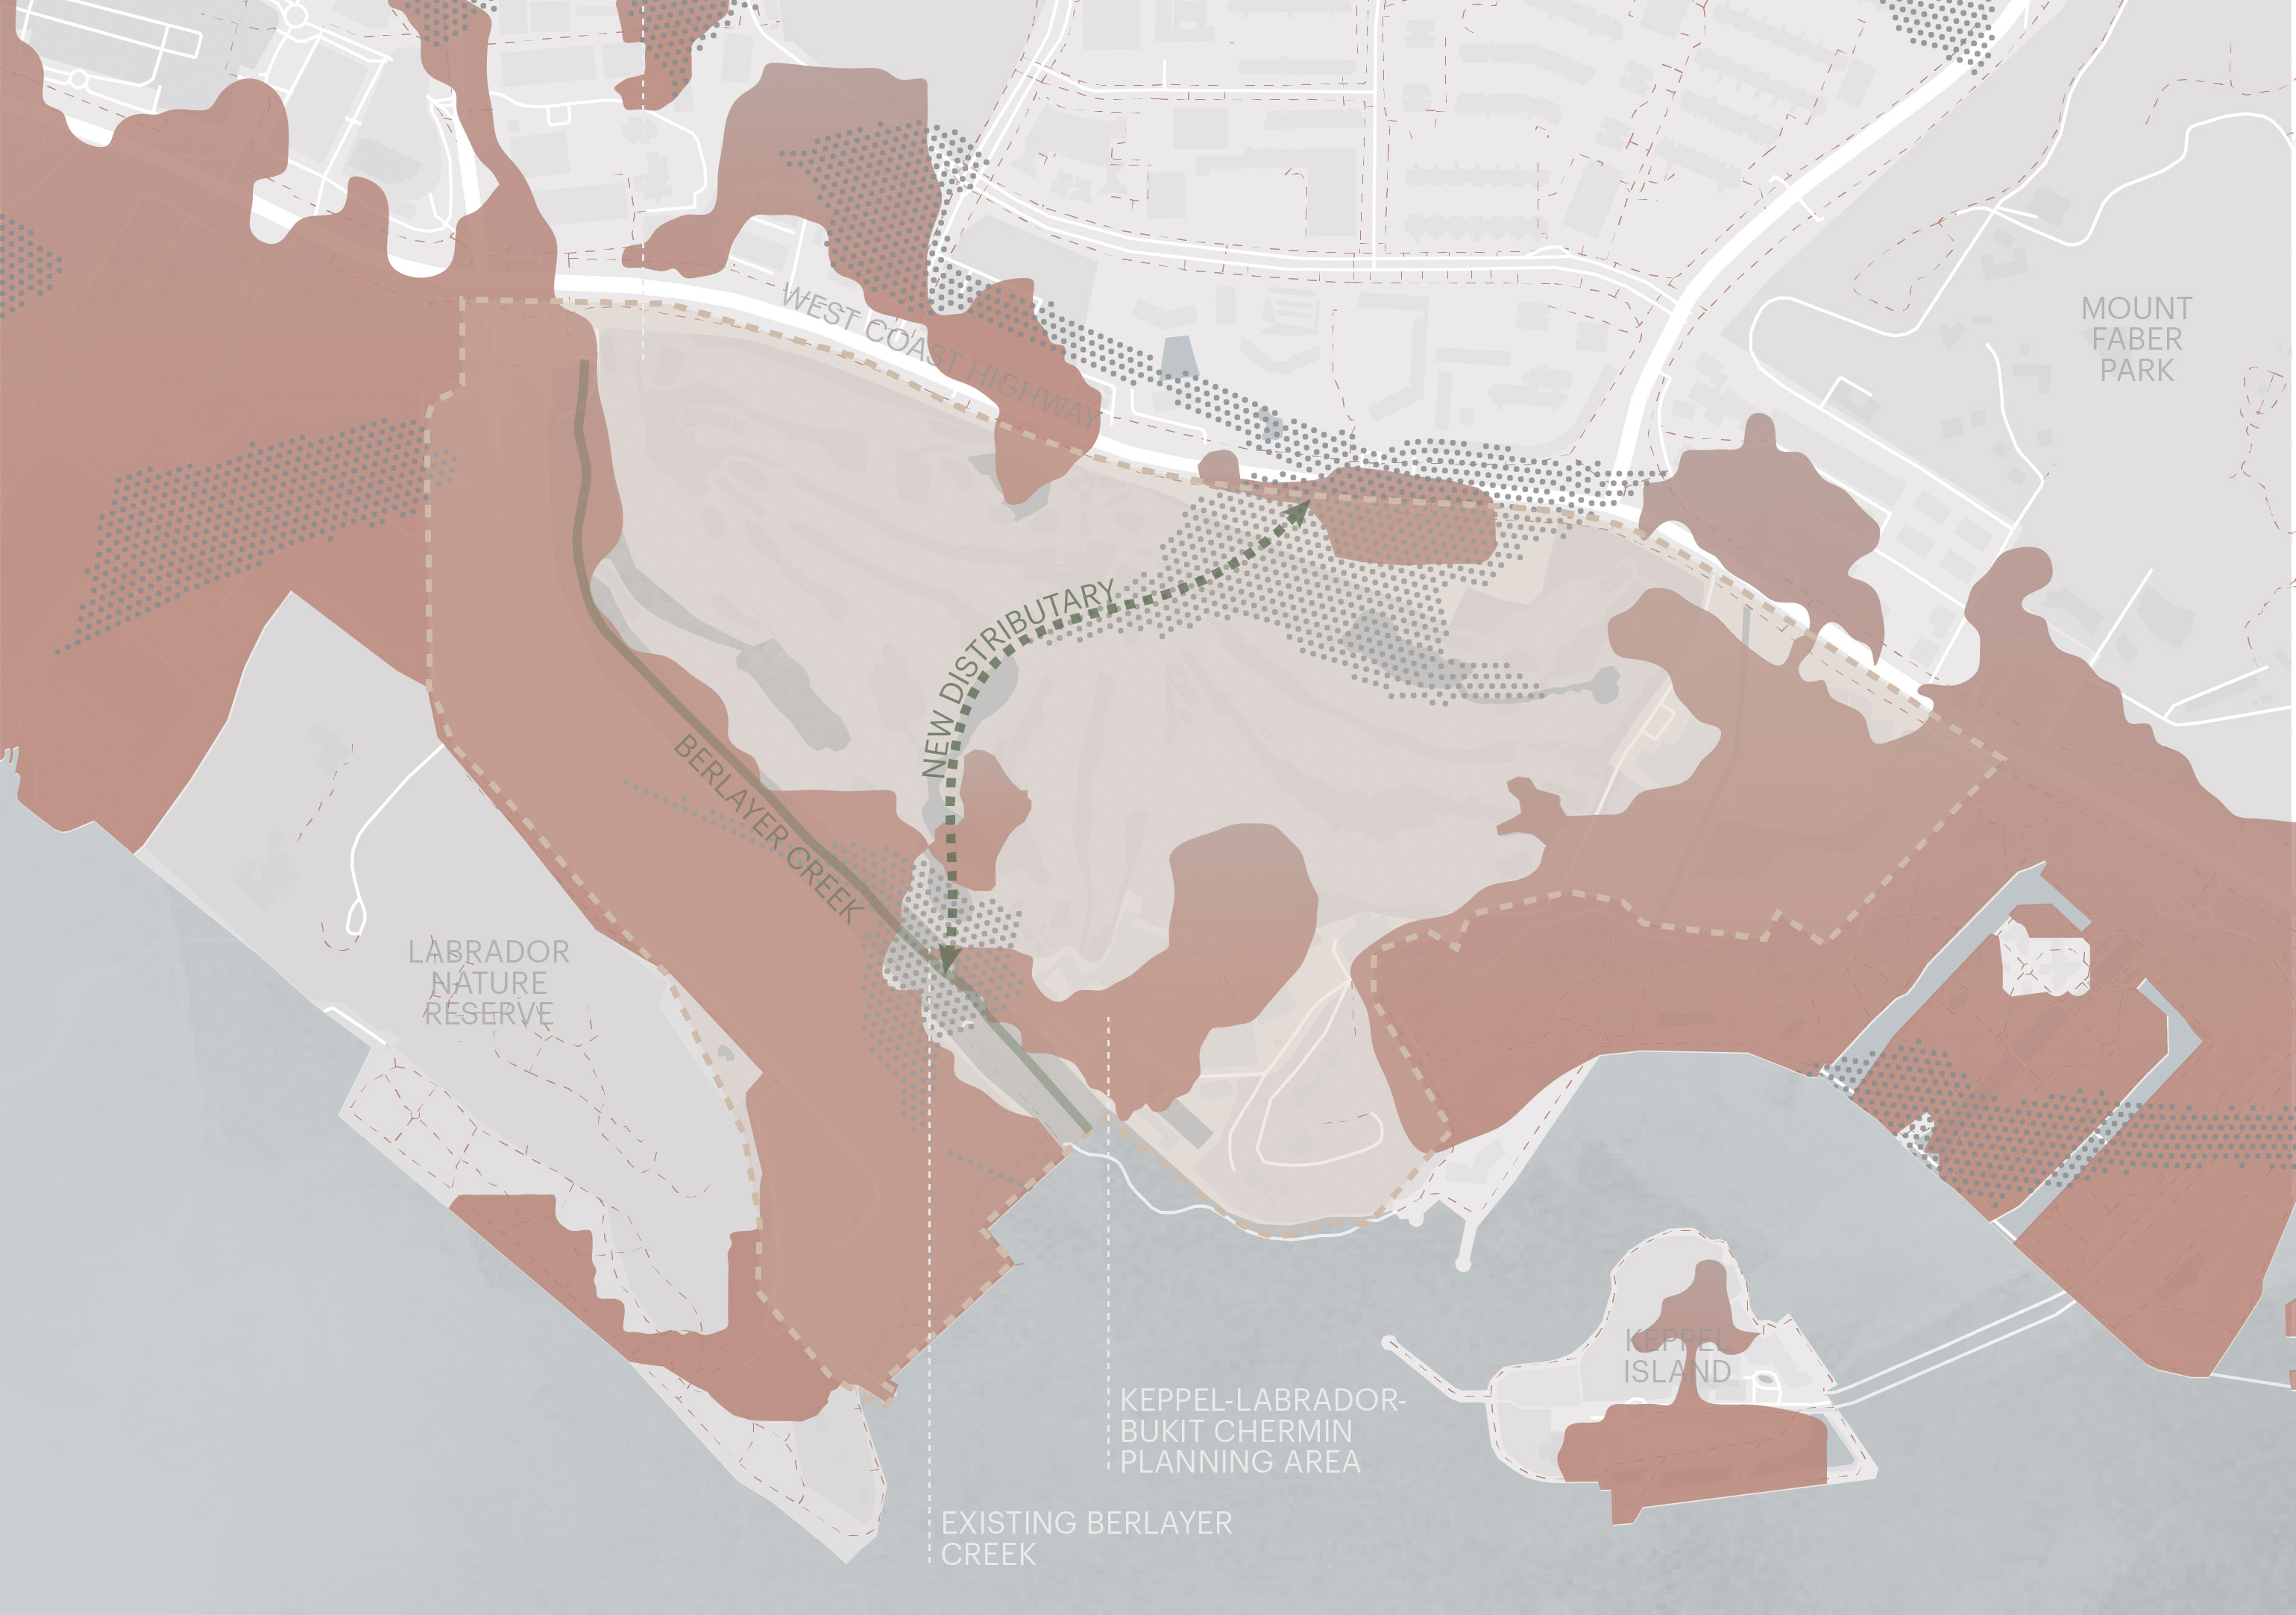 WEST COAST HIGHWAY
MOUNT
FABER
PARK
NEW DISTRIBUTARY
BERLAYER CREEK
LABRADOR
NATURE
RESERVE
KEPPEL
ISLAND
KEPPEL-LABRADOR-
BUKIT CHERMIN
PLANNING AREA
EXISTING BERLAYER
CREEK